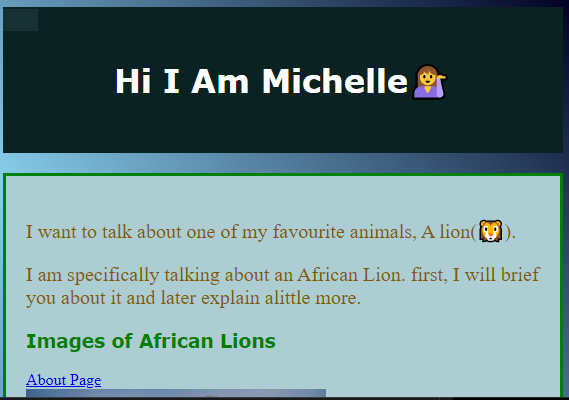 Hi I Am Michelle💁‍♀️
I want to talk about one of my favourite animals, A lion(🦁).
I am specifically talking about an African Lion. first, I will brief
you about it and later explain alittle more.
Images of African Lions
About Page